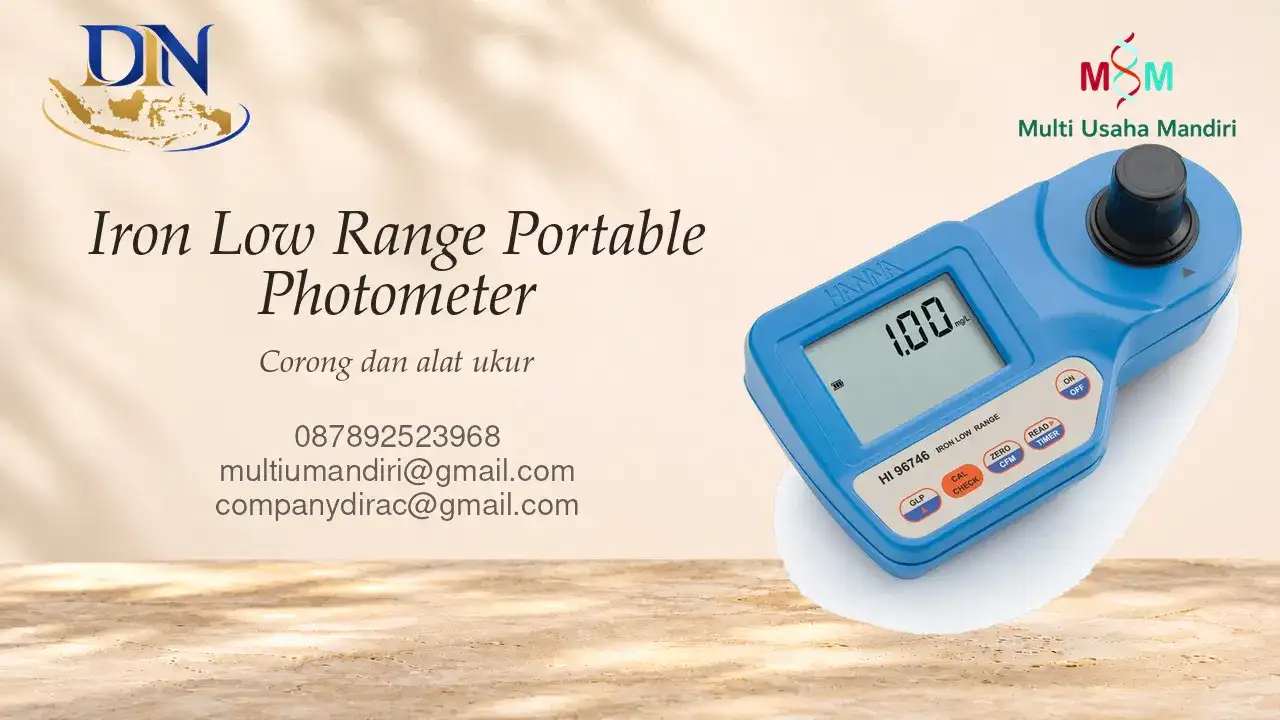 DIN
MSM
Multi Usaha Mandiri
Iron Low Range Portable
Photometer
Corong dan alat ukur
087892523968
multiumandiri@gmail.com
companydirac@gmail.com
HANNA
1.00 mg/L
HI 96746 IRON LOW RANGE
ON
OFF
READ
TIMER
ZERO
CFM
CAL
CHECK
GLP